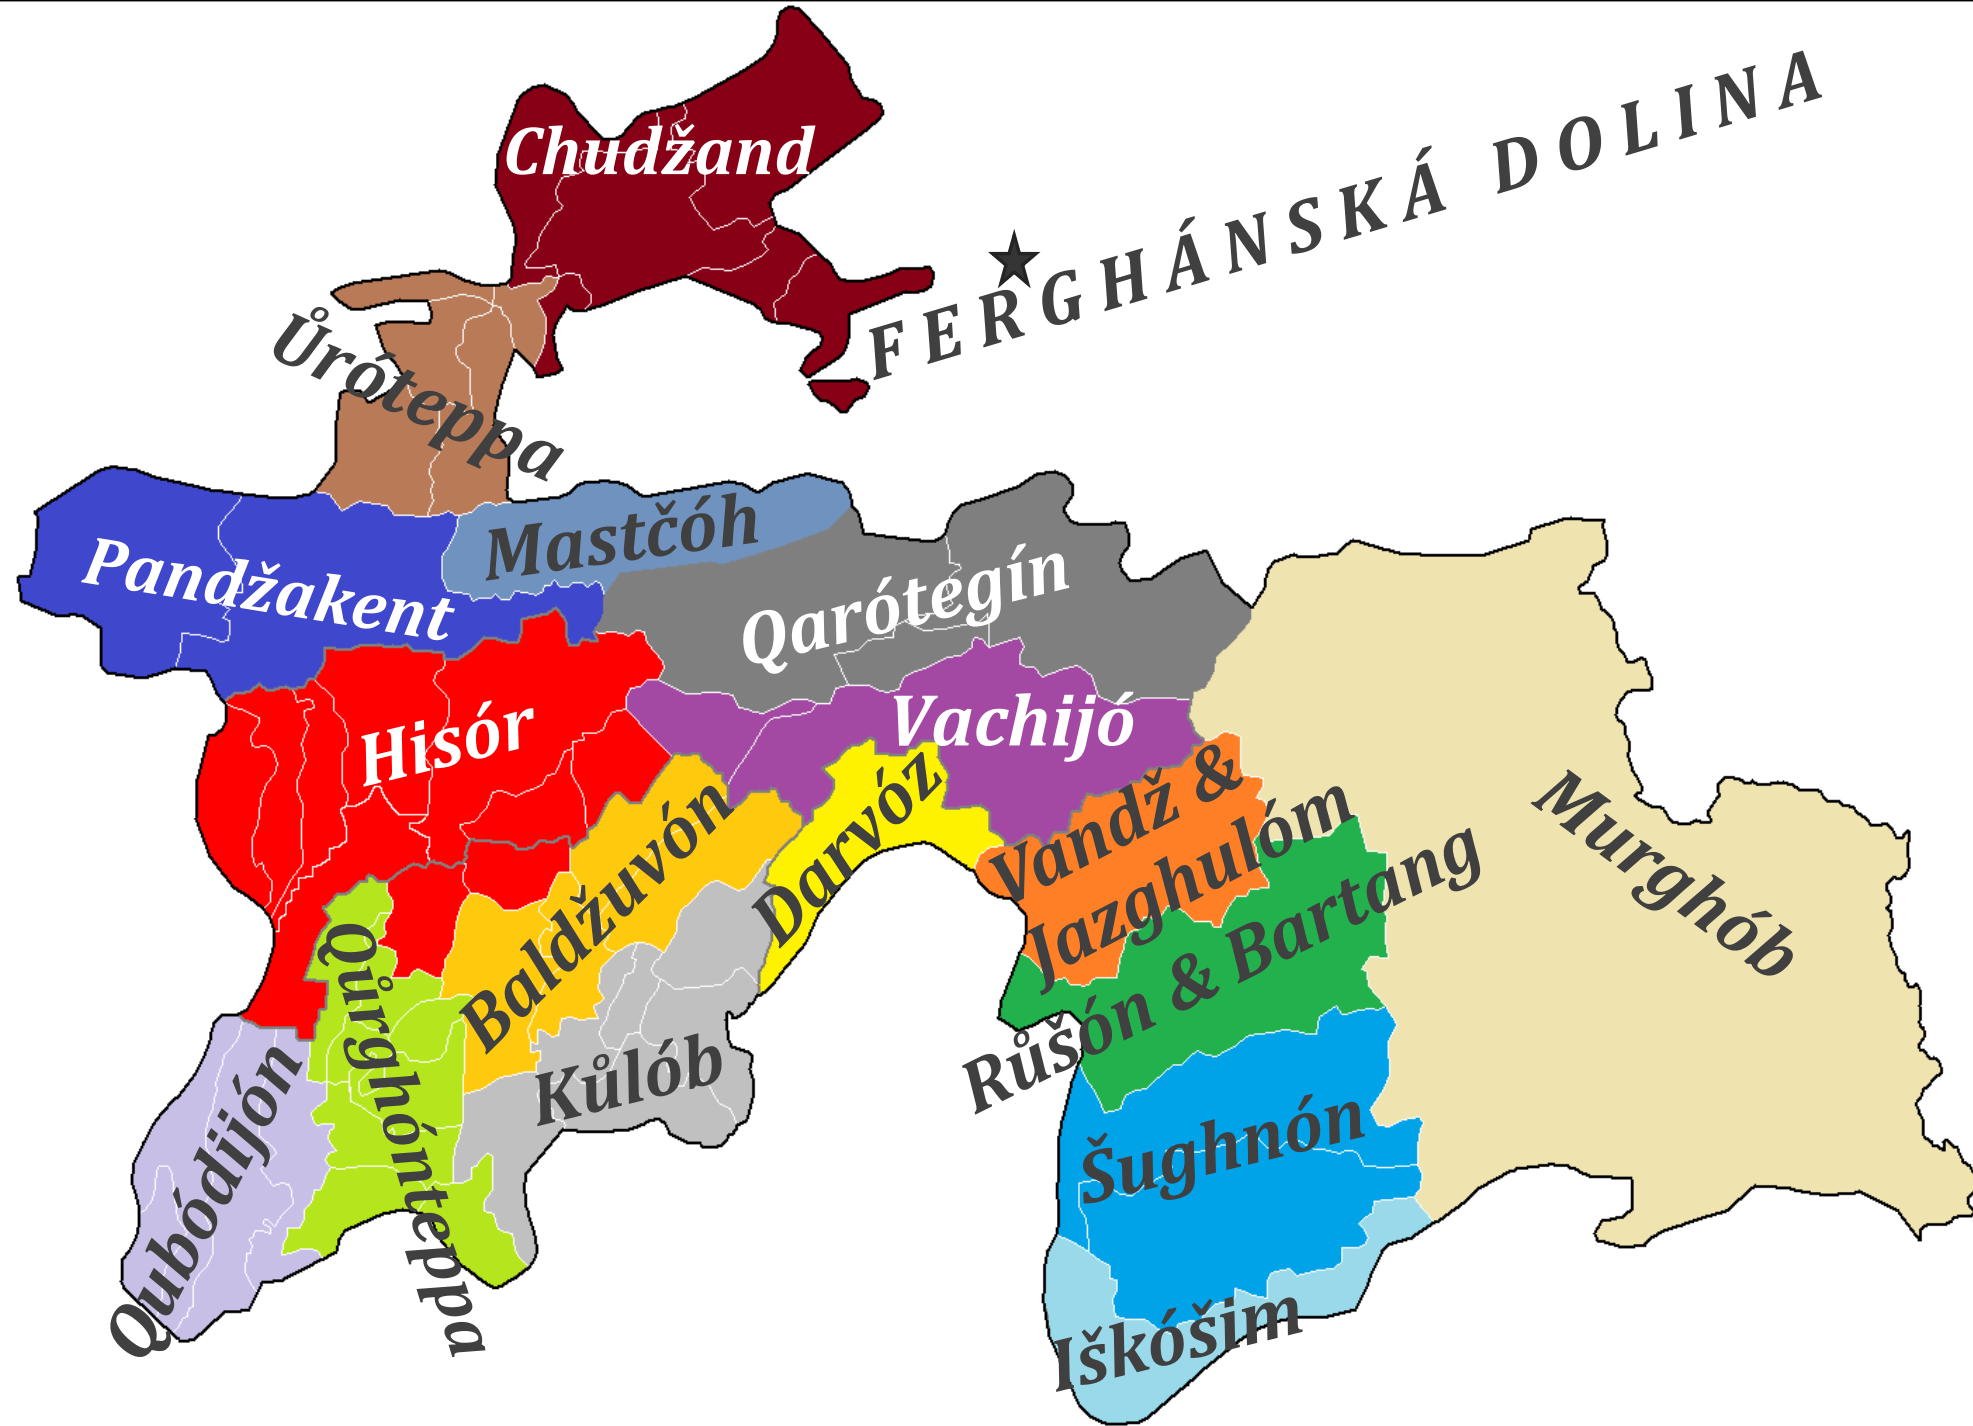 Chudžand
FERGHÁNSKÁ DOLINA
Ůróteppa
Mastčóh
Pandžakent
Qarótegín
Hisór
Vachijó
Darvóz
Vandž &
Jazghulóm
Murghób
Baldžuvón
Růšón & Bartang
Qůrghónteppa
Kůlób
Qubódijón
Šughnón
Iškóšim